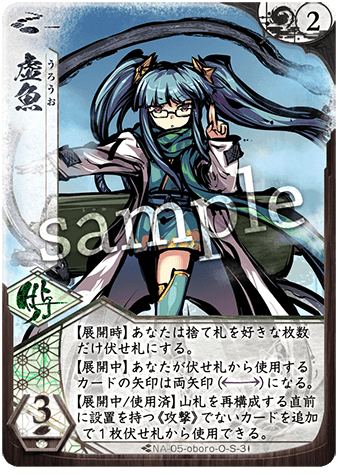 2
虚魚
うろうお
sample
【展開時】あなたは捨て札を好きな枚数
だけ伏せ札にする。
【展開中】あなたが伏せ札から使用する
カードの矢印は両矢印(⟷)になる。
【展開中/使用済】山札を再構成する直前
に設置を持つ《攻撃》でないカードを追加
で1枚伏せ札から使用できる。
3
NA-05-oboro-O-S-3